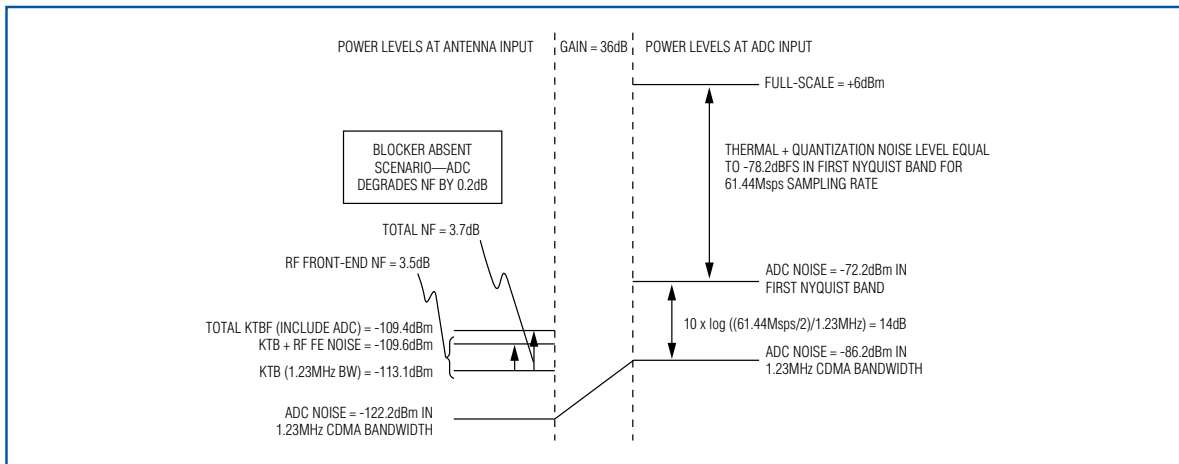 POWER LEVELS AT ANTENNA INPUT
GAIN = 36dB
POWER LEVELS AT ADC INPUT
FULL-SCALE = +6dBm
BLOCKER ABSENT
SCENARIO—ADC
DEGRADES NF BY 0.2dB
THERMAL + QUANTIZATION NOISE LEVEL EQUAL
TO -78.2dBFS IN FIRST NYQUIST BAND FOR
61.44Msps SAMPLING RATE
TOTAL NF = 3.7dB
RF FRONT-END NF = 3.5dB
ADC NOISE = -72.2dBm IN
FIRST NYQUIST BAND
TOTAL KTBF (INCLUDE ADC) = -109.4dBm
KTB + RF FE NOISE = -109.6dBm
KTB (1.23MHz BW) = -113.1dBm
10 x log ((61.44Msps/2)/1.23MHz) = 14dB
ADC NOISE = -86.2dBm IN
1.23MHz CDMA BANDWIDTH
ADC NOISE = -122.2dBm IN
1.23MHz CDMA BANDWIDTH